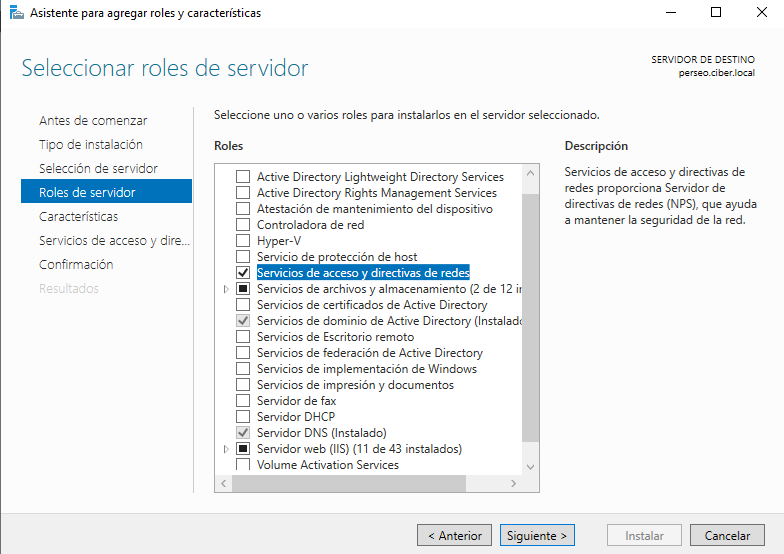 Asistente para agregar roles y características
Seleccionar roles de servidor
SERVIDOR DE DESTINO
perseo.ciber.local
Antes de comenzar
Tipo de instalación
Selección de servidor
Roles de servidor
Características
Servicios de acceso y dire...
Confirmación
Resultados
Seleccione uno o varios roles para instalarlos en el servidor seleccionado.
Roles
Active Directory Lightweight Directory Services
Active Directory Rights Management Services
Atestación de mantenimiento del dispositivo
Controladora de red
Hyper-V
Servicio de protección de host
Servicios de acceso y directivas de redes
Servicios de archivos y almacenamiento (2 de 12 in
Servicios de certificados de Active Directory
Servicios de dominio de Active Directory (Instalado
Servicios de Escritorio remoto
Servicios de federación de Active Directory
Servicios de implementación de Windows
Servicios de impresión y documentos
Servidor de fax
Servidor DHCP
Servidor DNS (Instalado)
Servidor web (IIS) (11 de 43 instalados)
Volume Activation Services
Descripción
Servicios de acceso y directivas de
redes proporciona Servidor de
directivas de redes (NPS), que ayuda
a mantener la seguridad de la red.
< Anterior
Siguiente >
Instalar
Cancelar